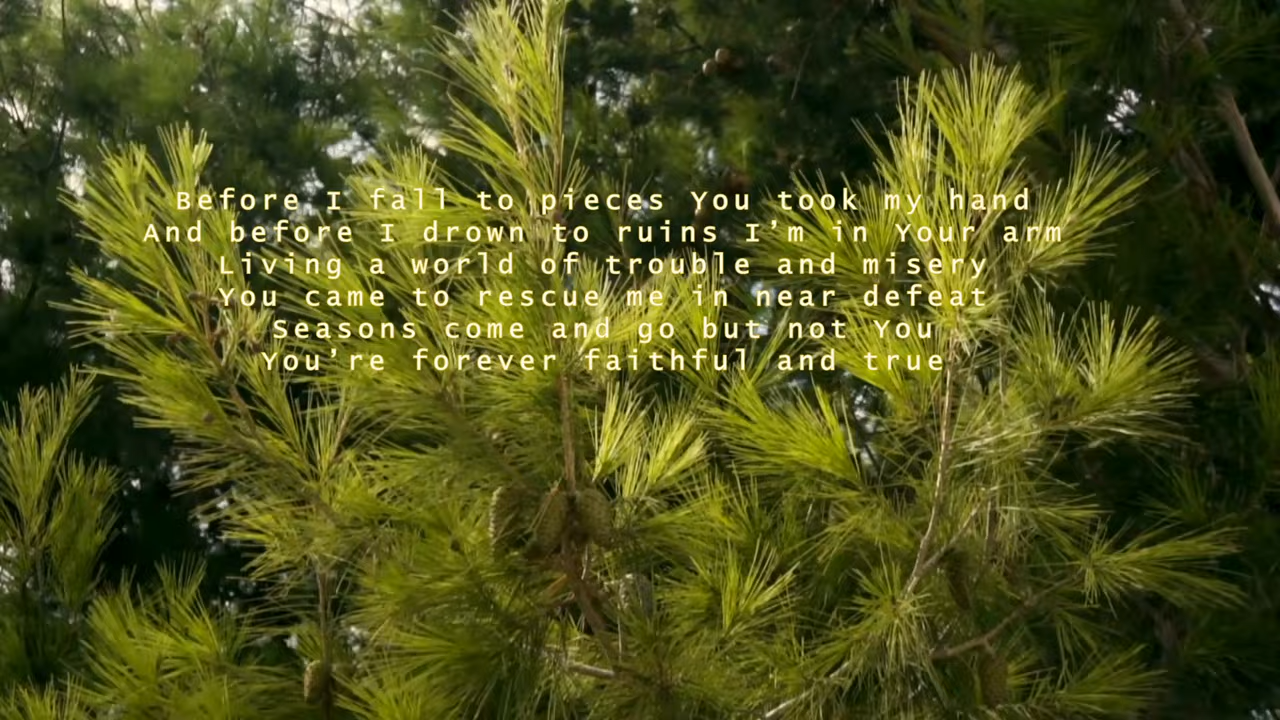 Before I fall to pieces You took my hand
And before I drown to ruins I’m in Your arm
Living a world of trouble and misery
You came to rescue me in near defeat
Seasons come and go but not You
You’re forever faithful and true